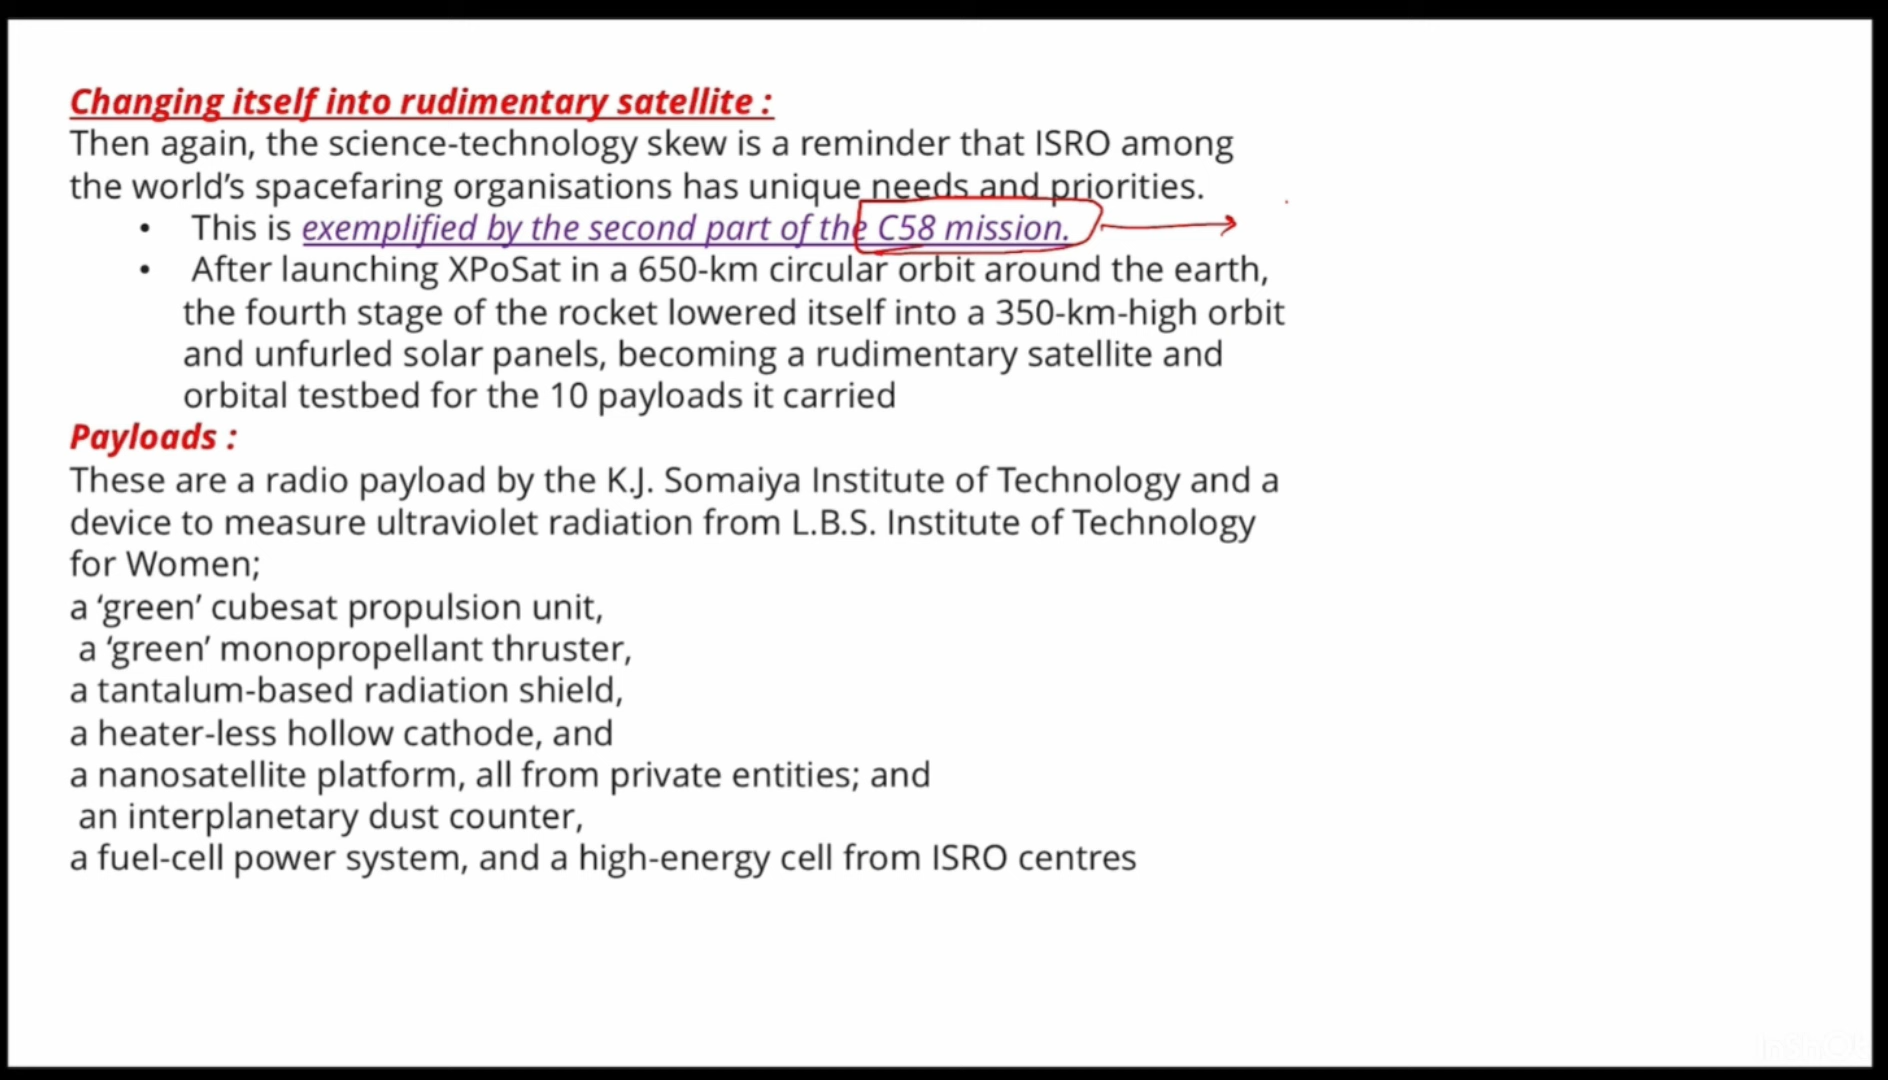 Changing itself into rudimentary satellite :
Then again, the science-technology skew is a reminder that ISRO among
the world’s spacefaring organisations has unique needs and priorities.
• This is exemplified by the second part of the C58 mission.
• After launching XPoSat in a 650-km circular orbit around the earth,
the fourth stage of the rocket lowered itself into a 350-km-high orbit
and unfurled solar panels, becoming a rudimentary satellite and
orbital testbed for the 10 payloads it carried
Payloads :
These are a radio payload by the K.J. Somaiya Institute of Technology and a
device to measure ultraviolet radiation from L.B.S. Institute of Technology
for Women;
a ‘green’ cubesat propulsion unit,
a ‘green’ monopropellant thruster,
a tantalum-based radiation shield,
a heater-less hollow cathode, and
a nanosatellite platform, all from private entities; and
an interplanetary dust counter,
a fuel-cell power system, and a high-energy cell from ISRO centres